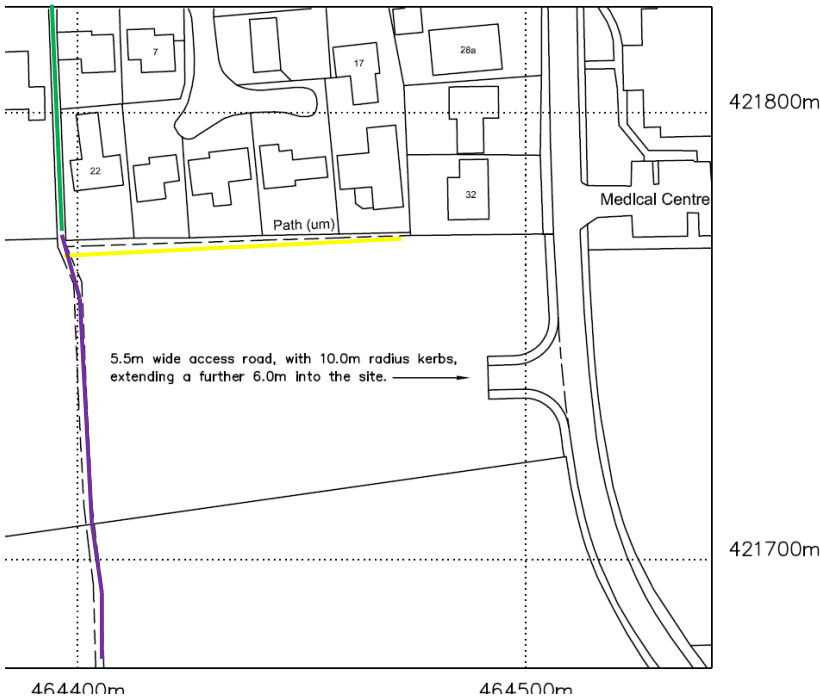 7
17
28a
421800m
22
32
Medical Centre
Path (um)
5.5m wide access road, with 10.0m radius kerbs,
extending a further 6.0m into the site.
421700m
464400m
464500m